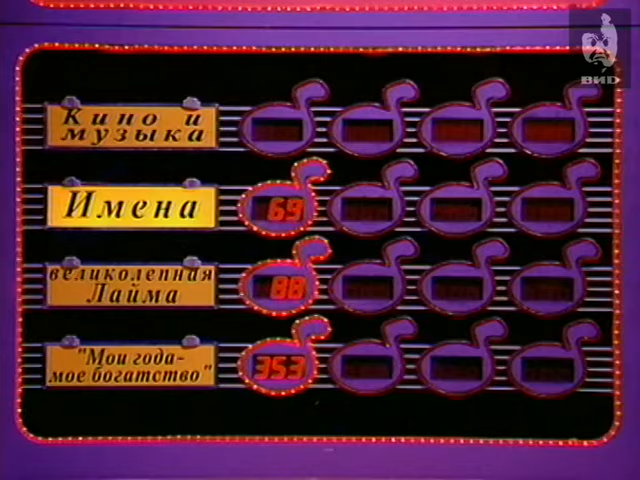 ВИD
Кино и
музыка
Имена
69
великолепная
Лайма
88
"Мои года-
мое богатство"
353